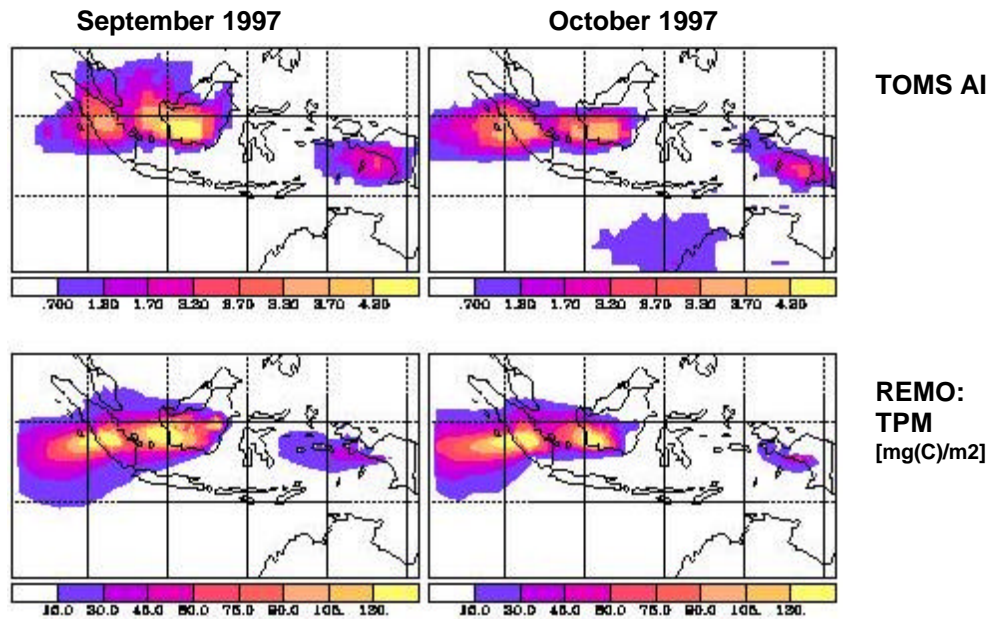 September 1997
October 1997
TOMS AI
.700 1.20 1.70 2.20 2.70 3.20 3.70 4.20
.700 1.20 1.70 2.20 2.70 3.20 3.70 4.20
REMO:
TPM
[mg(C)/m2]
10.0 30.0 45.0 60.0 75.0 90.0 105. 120.
10.0 30.0 45.0 60.0 75.0 90.0 105. 120.